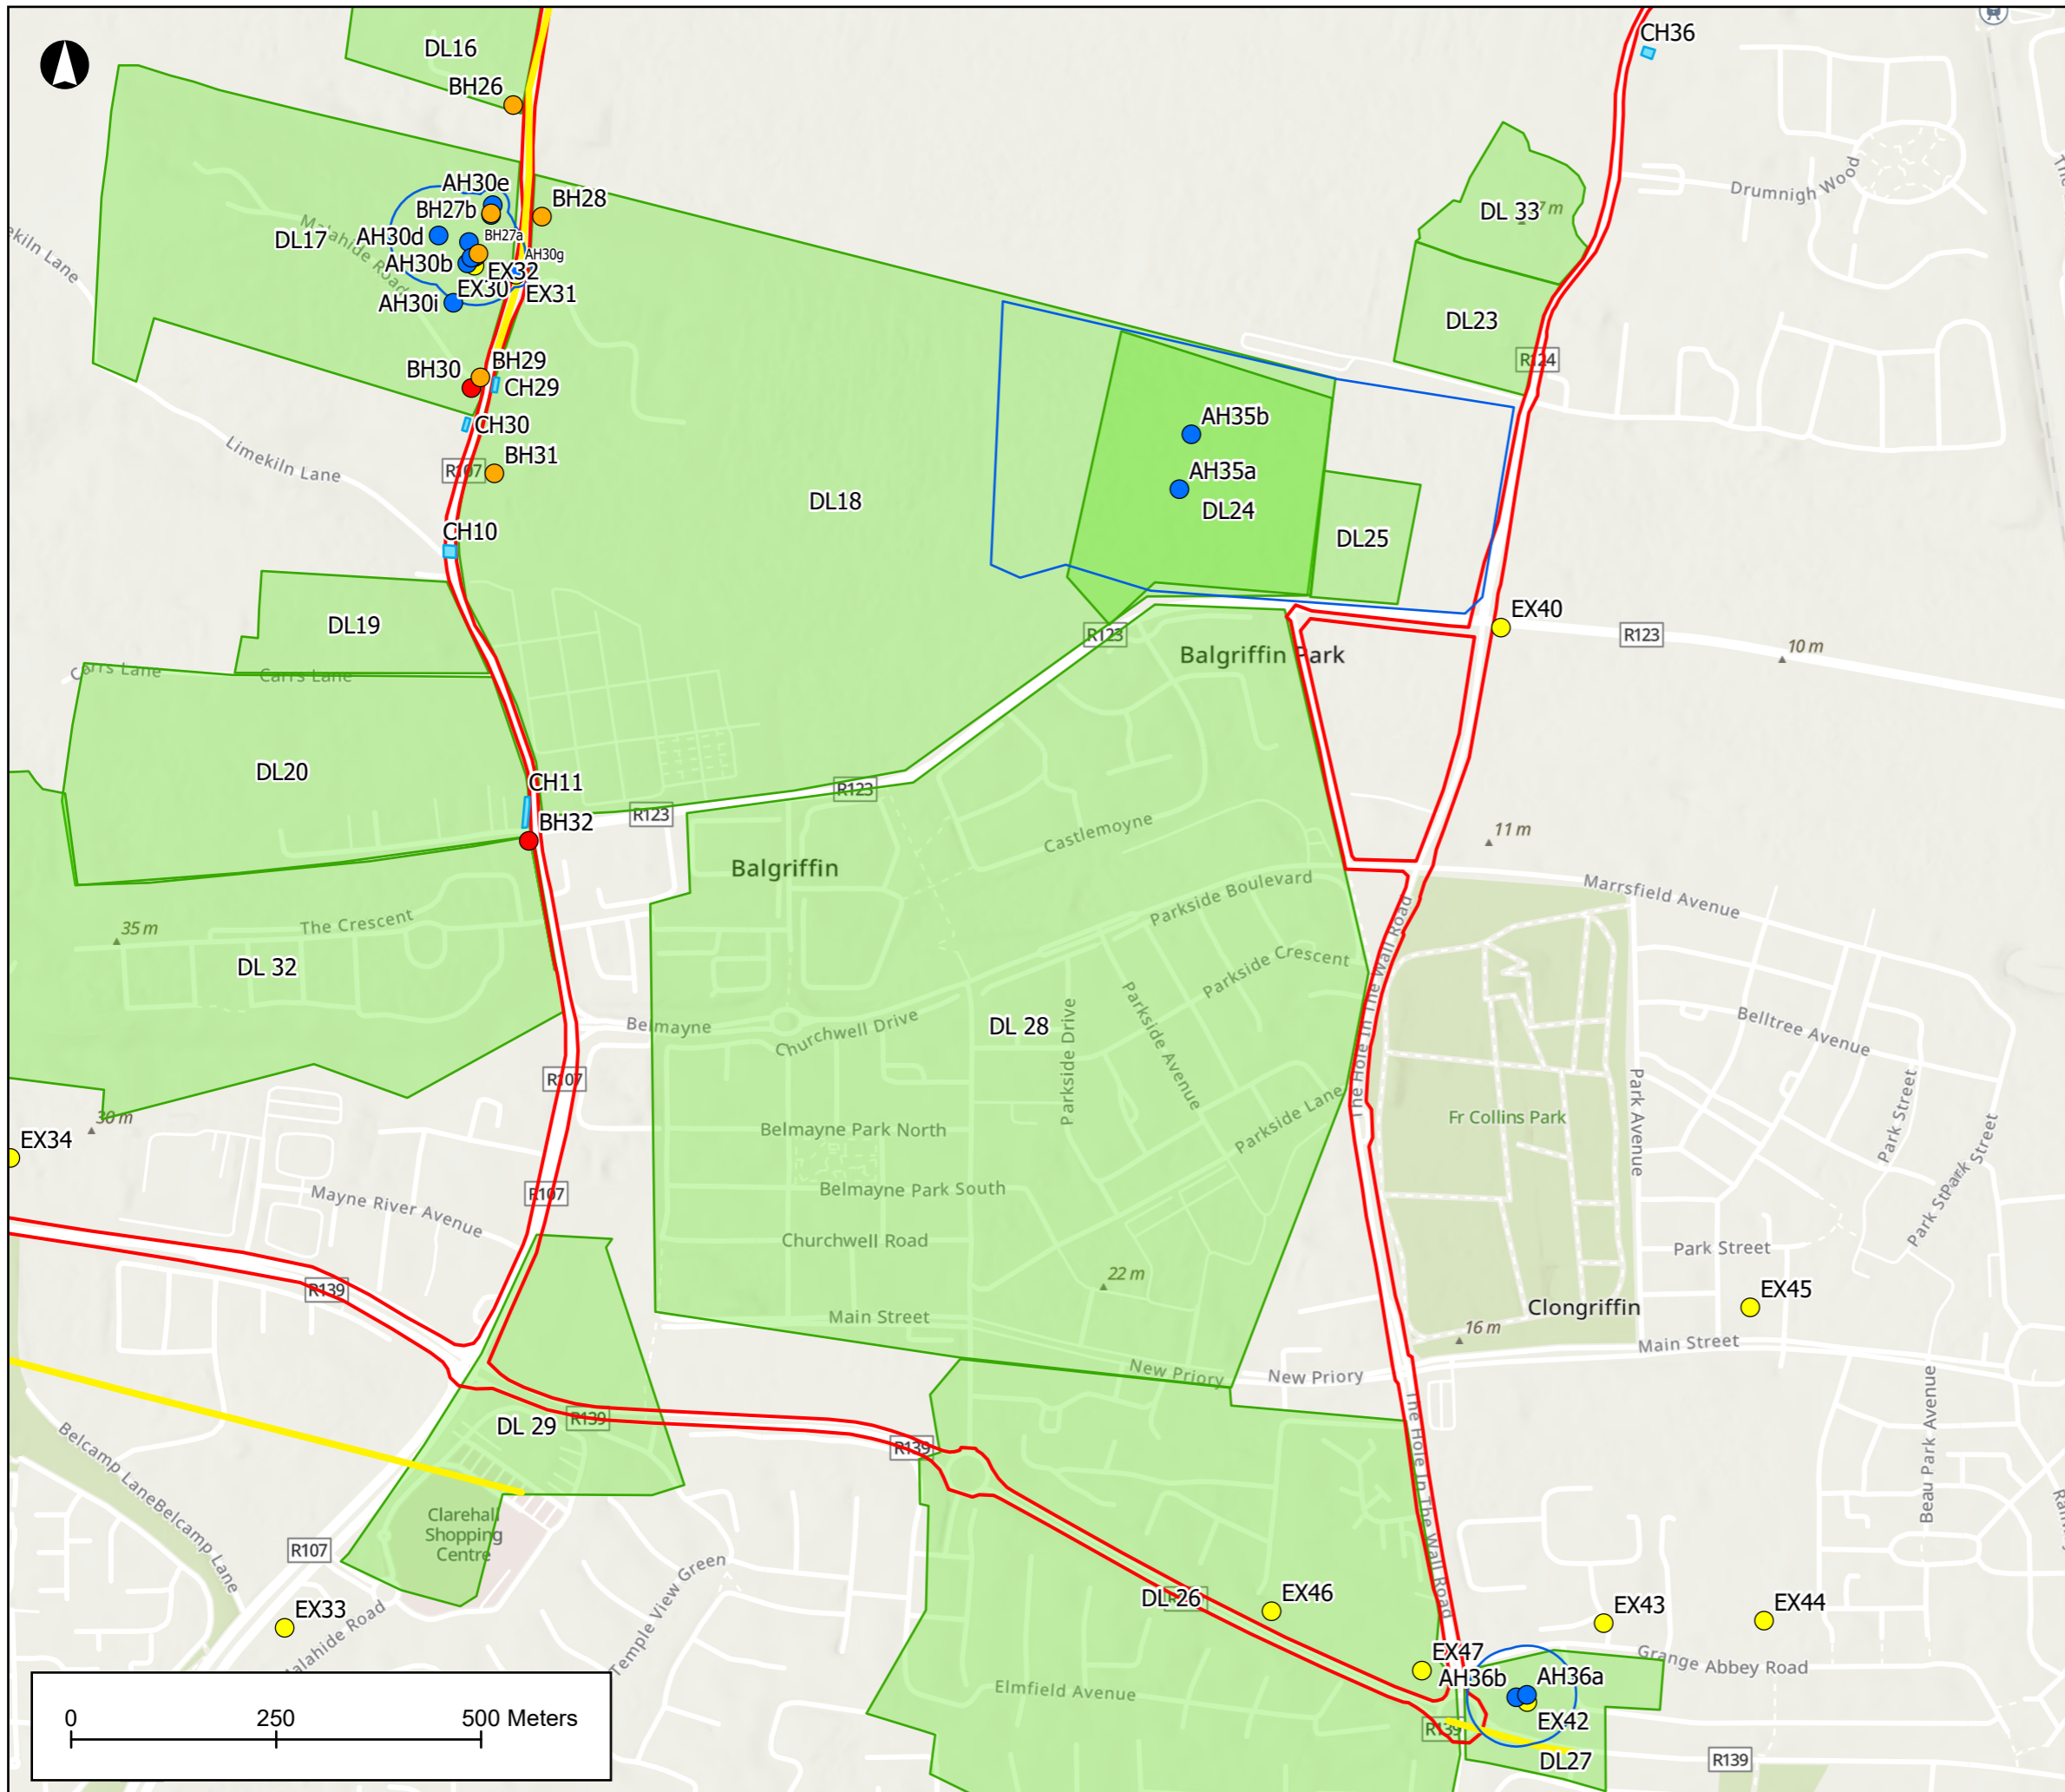 CH36
DL16
BH26
Drumnigh Wood
AH30e
BH28
BH27b
DL 33
7 m
Malahide Road
BH27a
DL17
AH30d
AH30g
AH30b
EX32
EX30
EX31
AH30i
DL23
R124
BH29
BH30
CH29
CH30
AH35b
Limekiln Lane
R107
BH31
AH35a
DL18
DL24
CH10
DL25
EX40
DL19
R123
R123
10 m
Balgriffin Park
Carrs Lane
Carrs Lane
DL20
CH11
R123
R123
BH32
Castlemoyne
11 m
Balgriffin
Parkside Boulevard
Marrsfield Avenue
The Crescent
35 m
DL 32
Parkside Crescent
The Hole In The Wall Road
Parkside Avenue
Parkside Drive
DL 28
Belmayne
Churchwell Drive
Belltree Avenue
R107
30 m
Parkside Lane
Fr Collins Park
Park Avenue
Park Street
Park Street
EX34
Belmayne Park North
Belmayne Park South
R107
Mayne River Avenue
Churchwell Road
Park Street
R139
22 m
EX45
Clongriffin
Main Street
16 m
Main Street
New Priory
New Priory
DL 29
R139
R139
The Hole In The Wall Road
Beau Park Avenue
Belcamp Lane
Belcamp Lane
Clarehall
Shopping
Centre
R107
Temple View Green
DL 26
EX46
EX33
EX43
EX44
Malahide Road
EX47
Grange Abbey Road
AH36b
AH36a
Elmfield Avenue
EX42
R139
DL27
R139
0
250
500 Meters